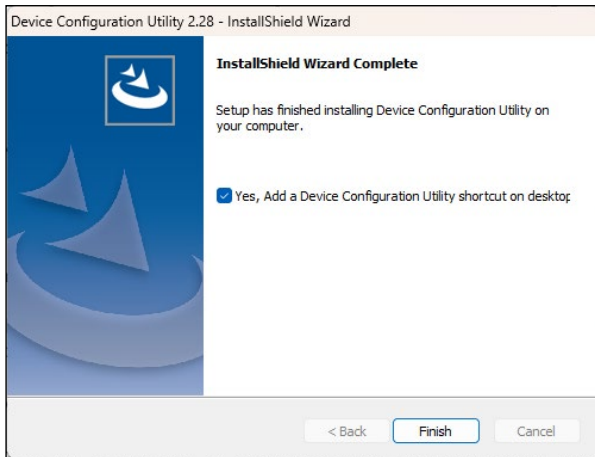 Device Configuration Utility 2.28 - InstallShield Wizard
InstallShield Wizard Complete
Setup has finished installing Device Configuration Utility on
your computer.
Yes, Add a Device Configuration Utility shortcut on desktop
< Back Finish Cancel